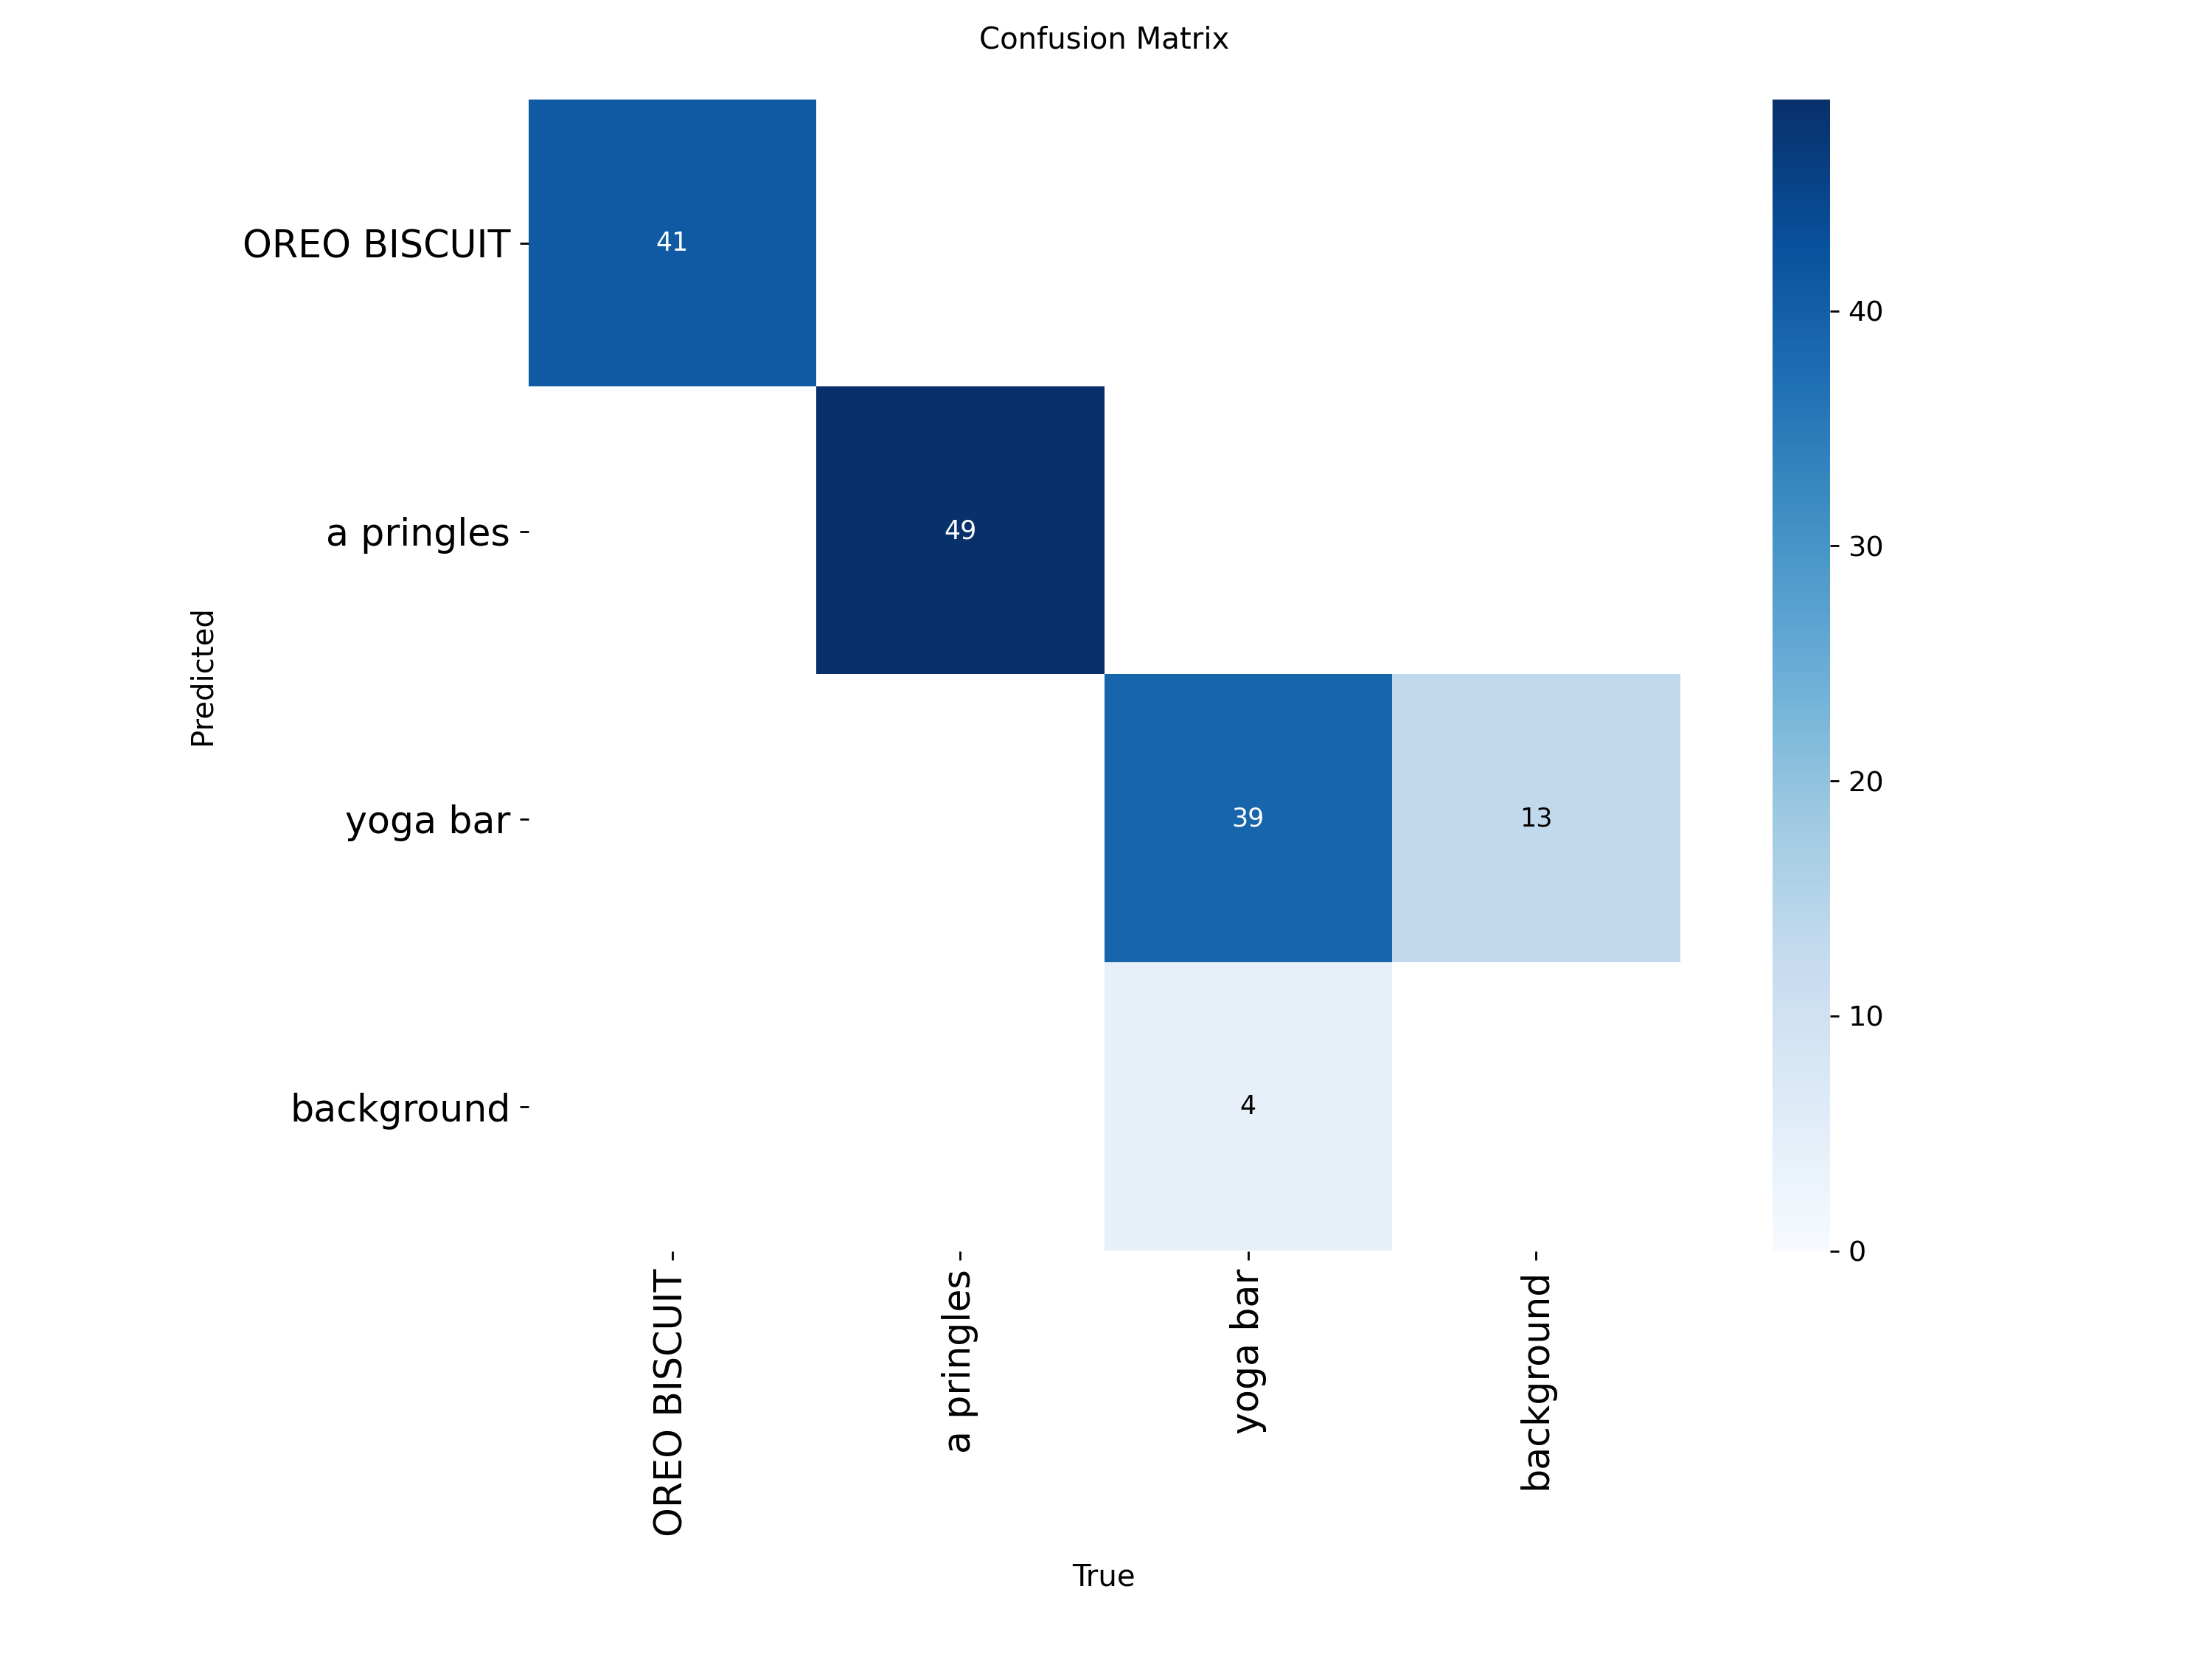 Confusion Matrix
OREO BISCUIT
41
a pringles
49
yoga bar
39
13
background
4
Predicted
OREO BISCUIT
a pringles
yoga bar
background
True
40
30
20
10
0